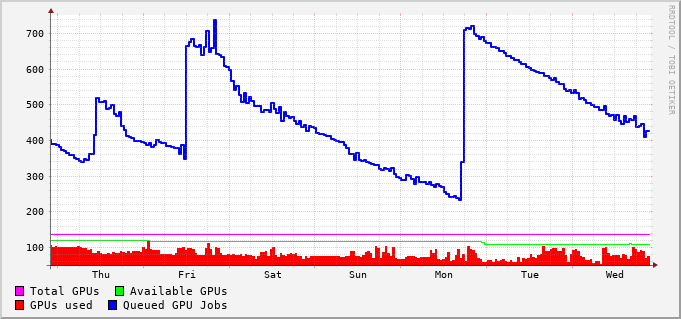 700
600
500
400
300
200
100
Thu Fri Sat Sun Mon Tue Wed
Total GPUs Available GPUs
GPUs used Queued GPU Jobs
RRDTOOL / TOBI OETIKER